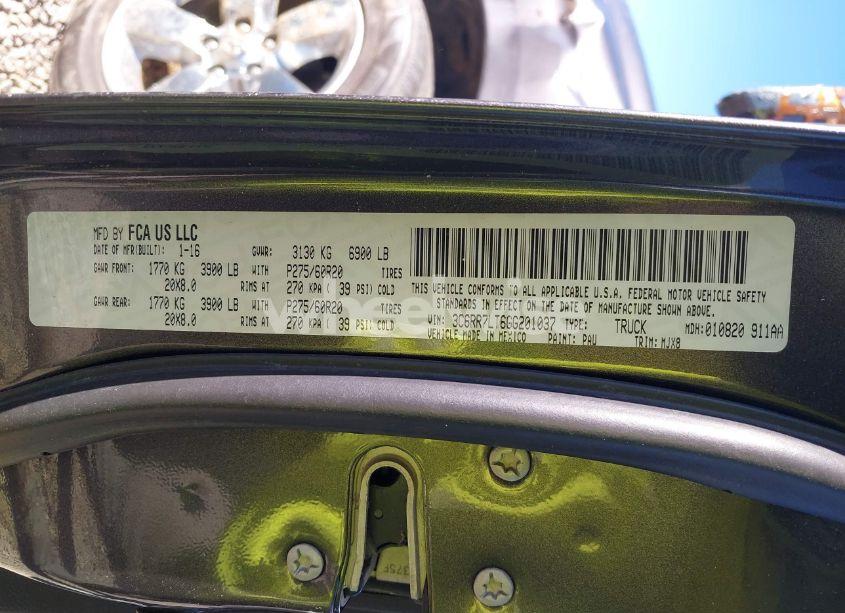 MFD BY FCA US LLC
DATE OF MFR(BUILT): 1-16 GVWR: 3130 KG 6900 LB
GAWR FRONT: 1770 KG 3900 LB WITH P275/60R20 TIRES
20X8.0 RIMS AT 270 KPA ( 39 PSI) COLD
GAWR REAR: 1770 KG 3900 LB WITH P275/60R20 TIRES
20X8.0 RIMS AT 270 KPA ( 39 PSI) COLD
THIS VEHICLE CONFORMS TO ALL APPLICABLE U.S.A. FEDERAL MOTOR VEHICLE SAFETY
STANDARDS IN EFFECT ON THE DATE OF MANUFACTURE SHOWN ABOVE.
VIN: 3C6RR7LT6GG201037 TYPE: TRUCK MDH:010820 911AA
VEHICLE MADE IN MEXICO PAINT: PAU TRIM: MJX8